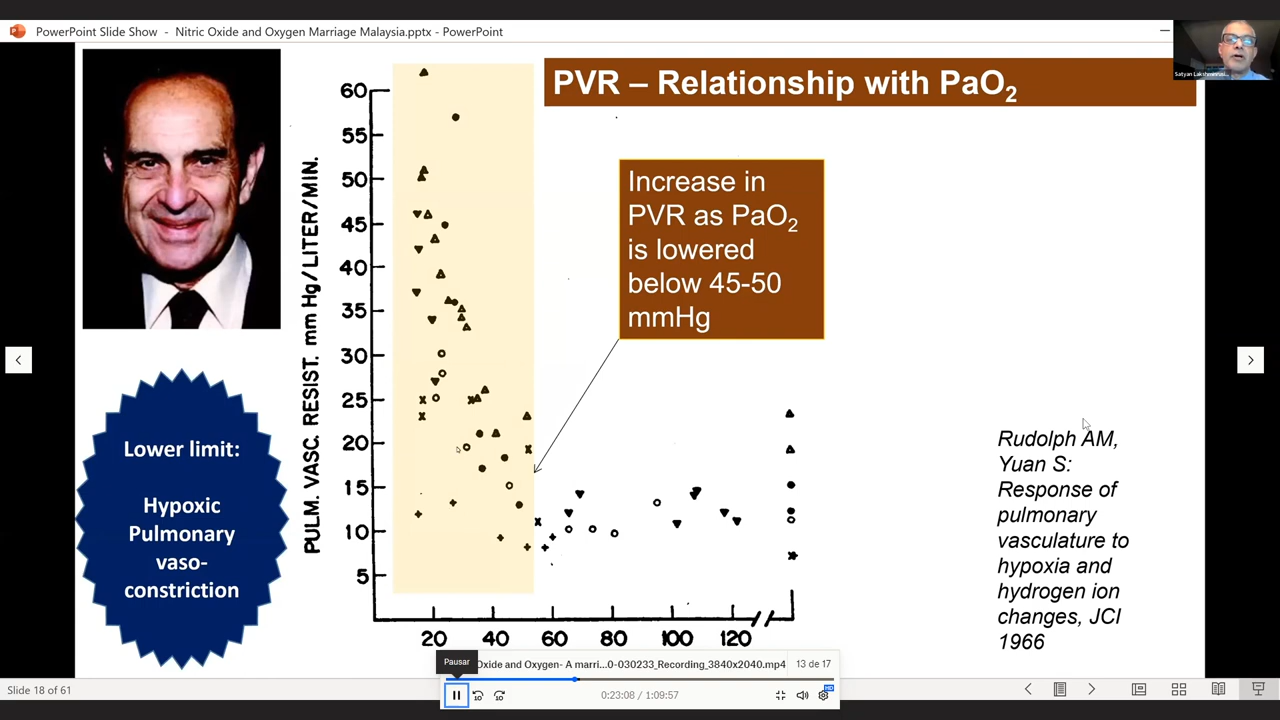 PowerPoint Slide Show - Nitric Oxide and Oxygen Marriage Malaysia.pptx - PowerPoint
PVR – Relationship with PaO2
60
55
50
45
40
35
30
25
20
15
10
5
PULM. VASC. RESIST. mm Hg/LITER/MIN.
20 40 60 80 100 120
Increase in
PVR as PaO2
is lowered
below 45-50
mmHg
Lower limit:
Hypoxic
Pulmonary
vaso-
constriction
Rudolph AM,
Yuan S:
Response of
pulmonary
vasculature to
hypoxia and
hydrogen ion
changes, JCI
1966
Pausar
Oxide and Oxygen- A marri...0-030233_Recording_3840x2040.mp4 13 de 17
10 10 0:23:08 / 1:09:57 HD
Slide 18 of 61